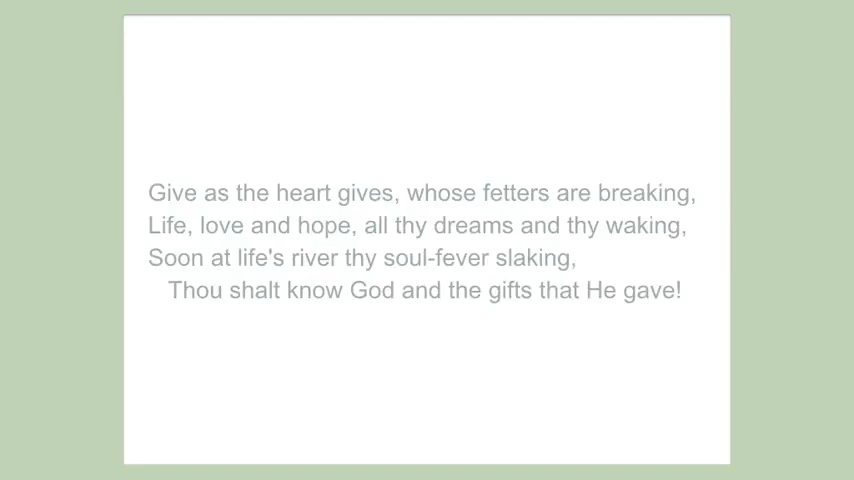 Give as the heart gives, whose fetters are breaking,
Life, love and hope, all thy dreams and thy waking,
Soon at life's river thy soul-fever slaking,
Thou shalt know God and the gifts that He gave!